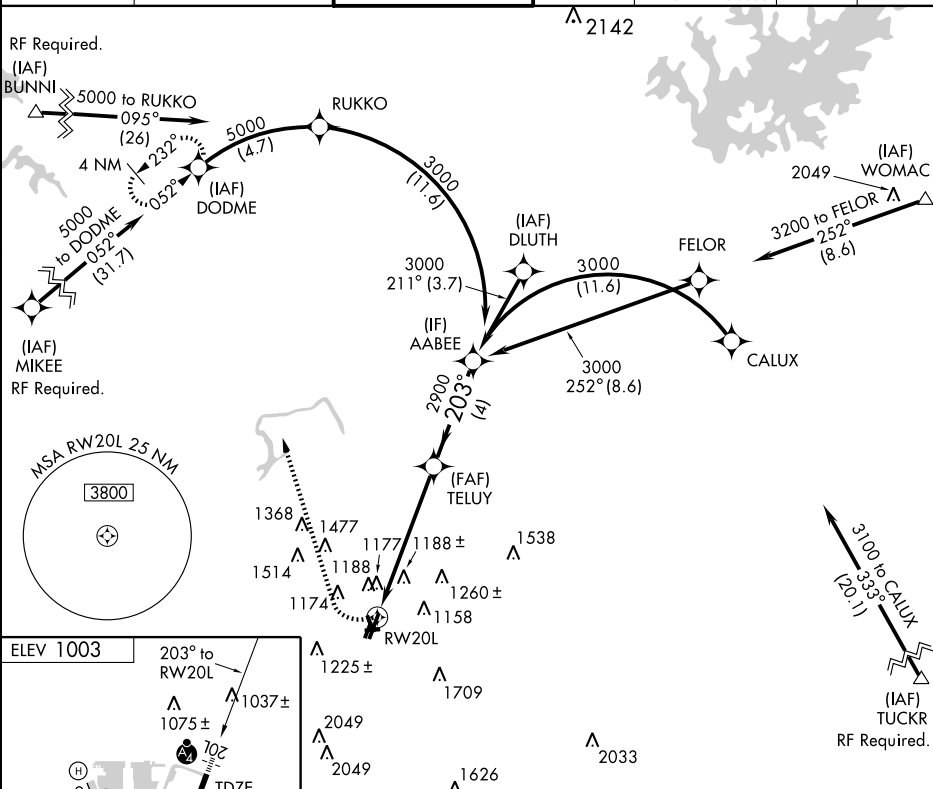 2142
RF Required.
(IAF)
BUNNI
5000 to RUKKO
095°
(26)
RUKKO
5000
(4.7)
4 NM
232°
052°
(IAF)
DODME
3000
(11.6)
5000
to DODME
052°
(31.7)
(IAF)
MIKEE
RF Required.
(IAF)
WOMAC
2049
3200 to FELOR
252°
(8.6)
(IAF)
DLUTH
FELOR
3000
211° (3.7)
3000
(11.6)
(IF)
AABEE
3000
252° (8.6)
CALUX
2900
203°
(4)
(FAF)
TELUY
MSA RW20L 25 NM
3800
1368
1477
1514
1188
1177
1188 ±
1538
1174
1260 ±
1158
RW20L
1225 ±
1709
2049
2049
2033
1626
3100 to CALUX
333°
(20.1)
(IAF)
TUCKR
RF Required.
ELEV 1003
203° to
RW20L
1037 ±
1075 ±
A4
20L
H
TDZE